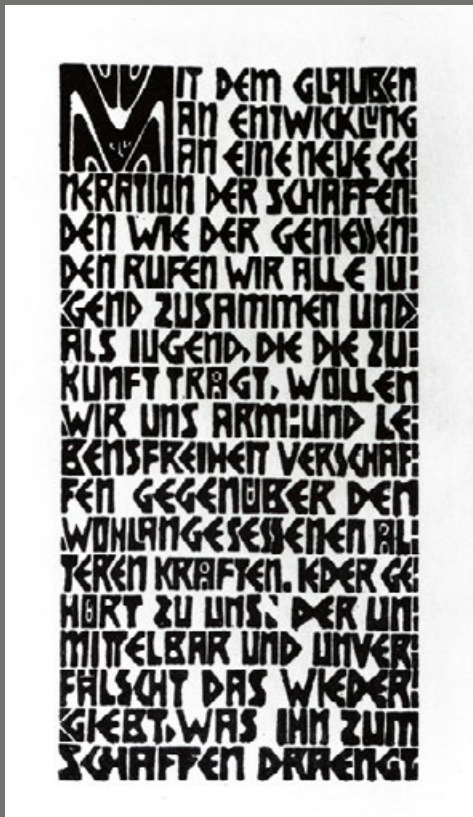 MIT DEM GLAUBEN
AN ENTWICKLUNG
AN EINE NEUE GE:
NERATION DER SCHAFFEN:
DEN WIE DER GENIESSEN:
DEN RUFEN WIR ALLE IU:
GEND ZUSAMMEN UND
ALS IUGEND, DIE DIE ZU:
KUNFT TRÄGT, WOLLEN
WIR UNS ARM:UND LE:
BENSFREIHEIT VERSCHAF:
FEN GEGENÜBER DEN
WOHLANGESESSENEN ÄL:
TEREN KRÄFTEN. IEDER GE:
HÖRT ZU UNS, DER UN:
MITTELBAR UND UNVER:
FÄLSCHT DAS WIEDER:
GIEBT, WAS IHN ZUM
SCHAFFEN DRAENGT